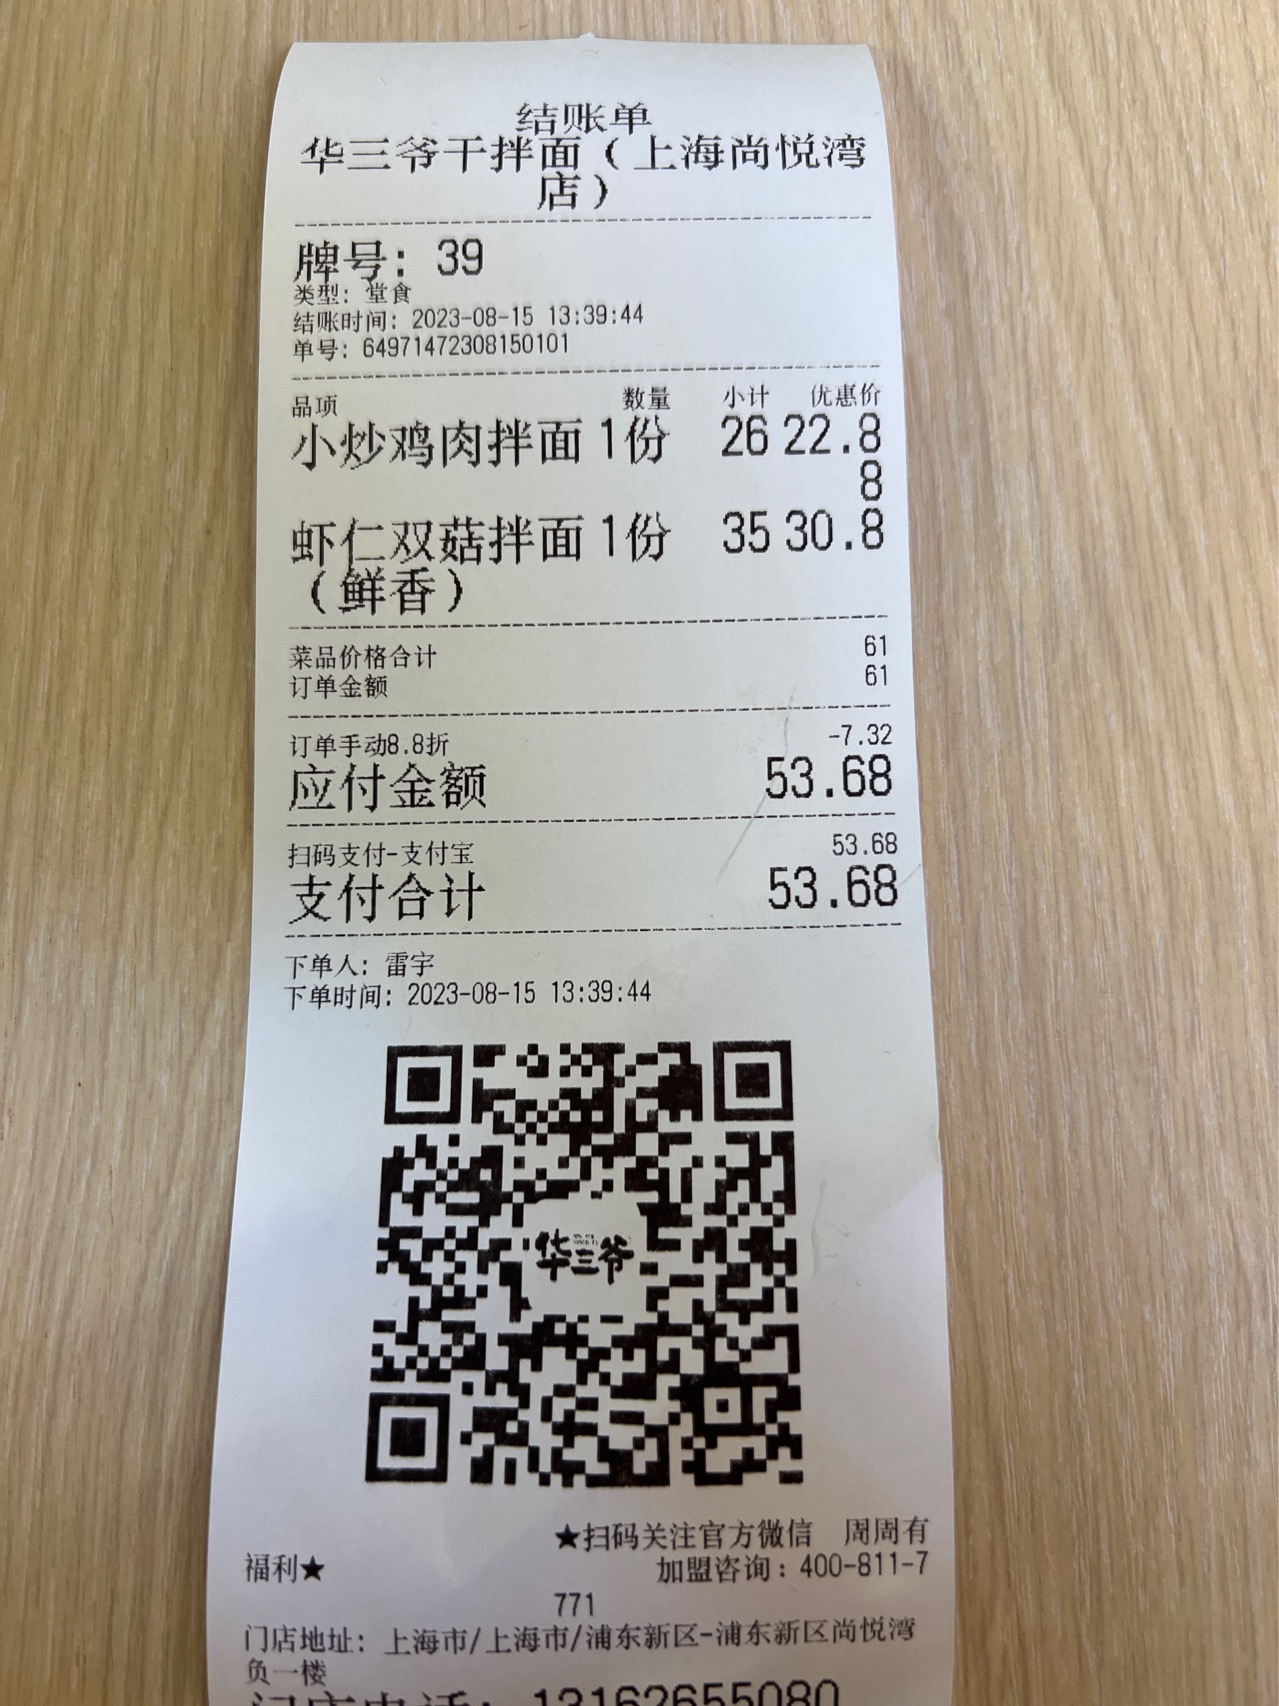 结账单
华三爷干拌面（上海尚悦湾
店）
牌号：39
类型：堂食
结账时间：2023-08-15 13:39:44
单号：64971472308150101
品项 数量 小计 优惠价
小炒鸡肉拌面 1份 26 22.8
8
虾仁双菇拌面 1份 35 30.8
（鲜香）
菜品价格合计 61
订单金额 61
订单手动8.8折 -7.32
应付金额 53.68
扫码支付-支付宝 53.68
支付合计 53.68
下单人：雷宇
下单时间：2023-08-15 13:39:44
华三爷
★扫码关注官方微信 周周有
福利★ 加盟咨询：400-811-7
771
门店地址：上海市/上海市/浦东新区-浦东新区尚悦湾
负一楼
门店电话：13162655080